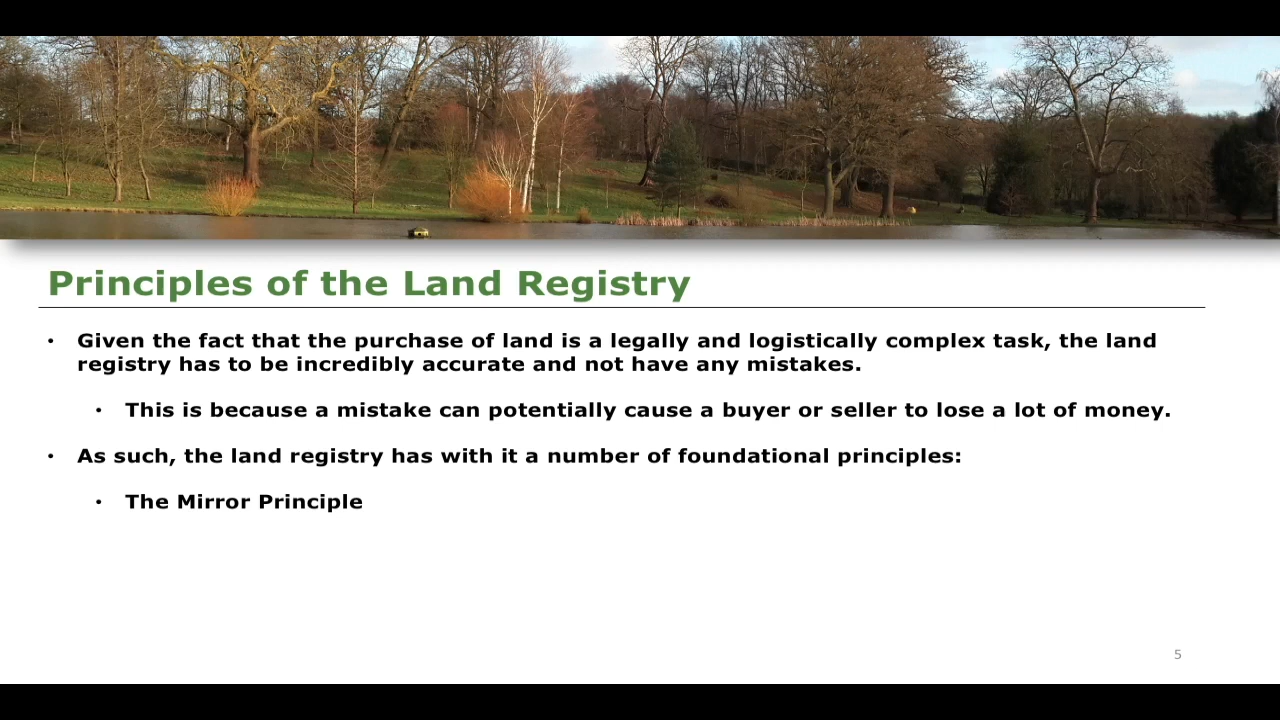 Principles of the Land Registry
• Given the fact that the purchase of land is a legally and logistically complex task, the land
registry has to be incredibly accurate and not have any mistakes.
• This is because a mistake can potentially cause a buyer or seller to lose a lot of money.
• As such, the land registry has with it a number of foundational principles:
• The Mirror Principle
5